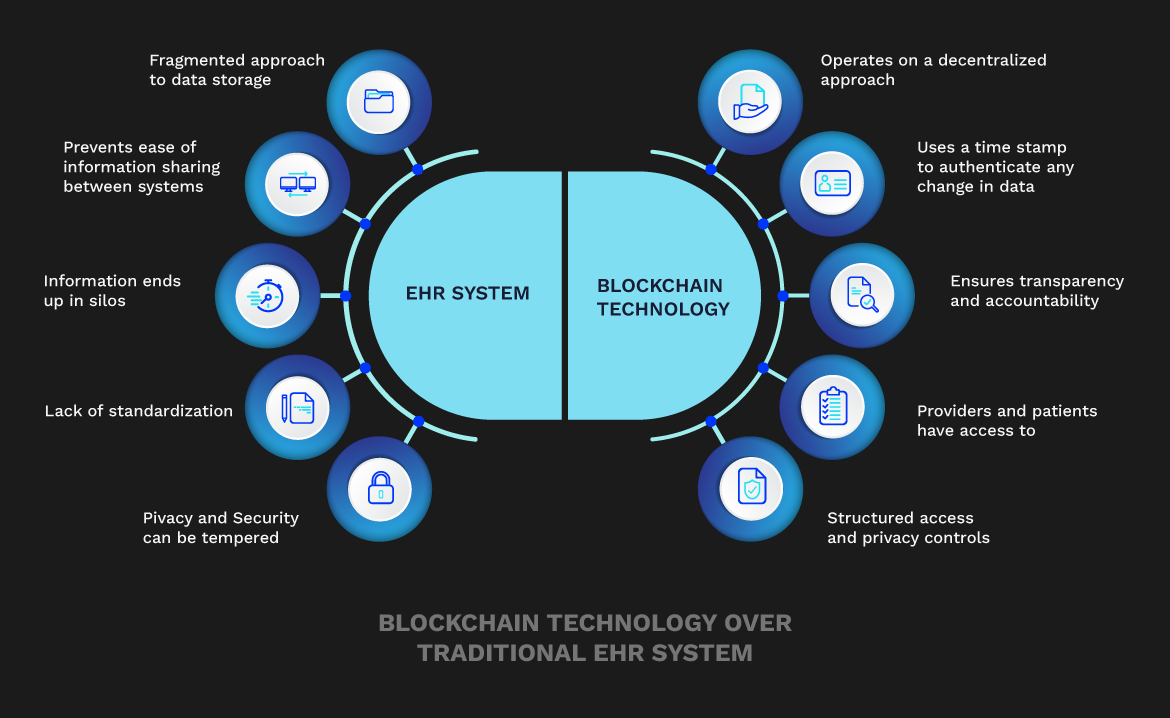 Fragmented approach
to data storage
Prevents ease of
information sharing
between systems
Information ends
up in silos
Lack of standardization
Pivacy and Security
can be tempered
EHR SYSTEM
BLOCKCHAIN
TECHNOLOGY
Operates on a decentralized
approach
Uses a time stamp
to authenticate any
change in data
Ensures transparency
and accountability
Providers and patients
have access to
Structured access
and privacy controls
BLOCKCHAIN TECHNOLOGY OVER
TRADITIONAL EHR SYSTEM